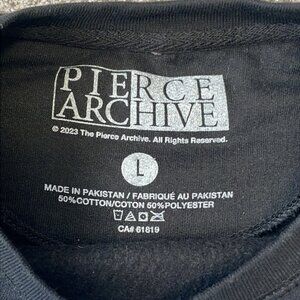 PIERCE
ARCHIVE
© 2023 The Pierce Archive. All Rights Reserved.
L
MADE IN PAKISTAN / FABRIQUÉ AU PAKISTAN
50%COTTON/COTON 50%POLYESTER
CA# 61819